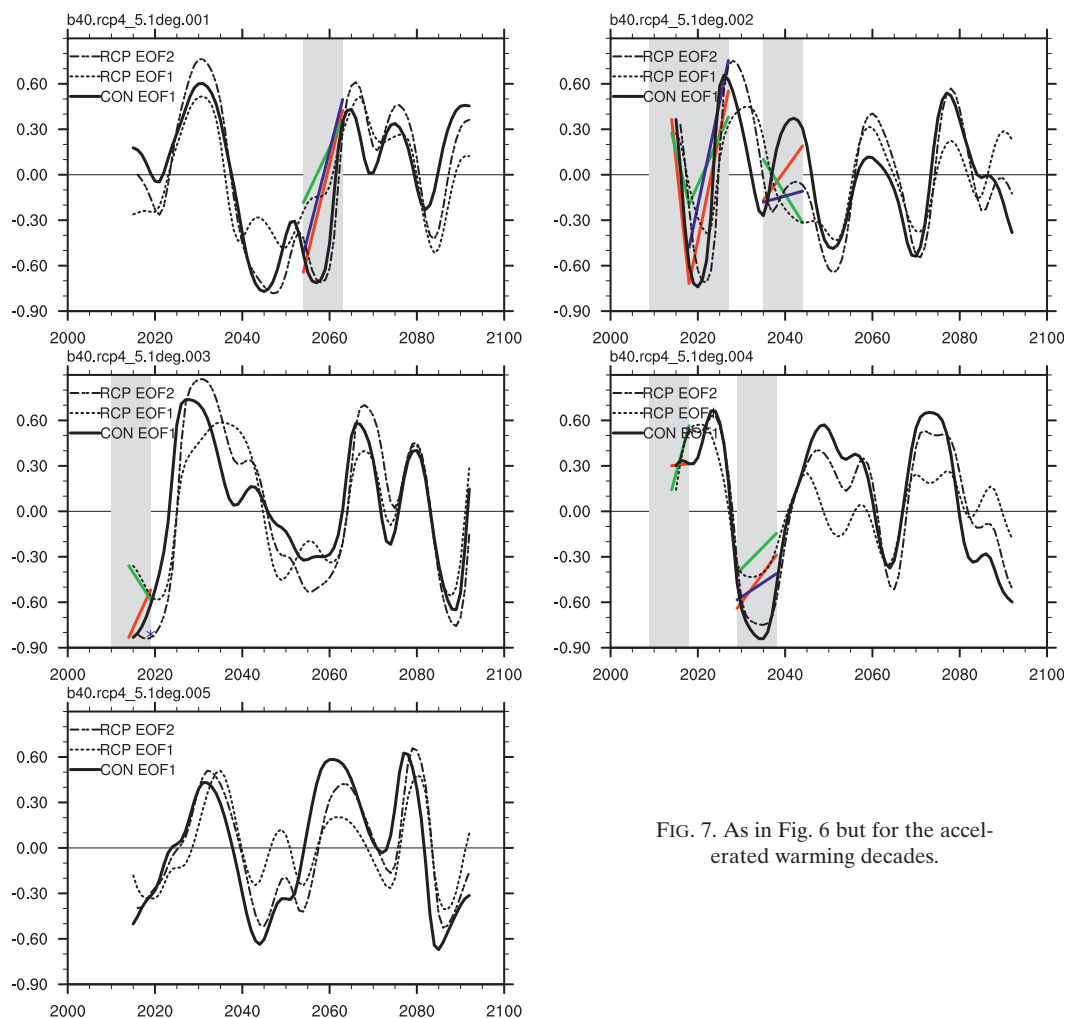 b40.rcp4_5.1deg.001
RCP EOF2
RCP EOF1
CON EOF1
0.60
0.30
0.00
-0.30
-0.60
-0.90
2000 2020 2040 2060 2080 2100
b40.rcp4_5.1deg.002
RCP EOF2
RCP EOF1
CON EOF1
0.60
0.30
0.00
-0.30
-0.60
-0.90
2000 2020 2040 2060 2080 2100
b40.rcp4_5.1deg.003
RCP EOF2
RCP EOF1
CON EOF1
0.60
0.30
0.00
-0.30
-0.60
-0.90
2000 2020 2040 2060 2080 2100
b40.rcp4_5.1deg.004
RCP EOF2
RCP EOF1
CON EOF1
0.60
0.30
0.00
-0.30
-0.60
-0.90
2000 2020 2040 2060 2080 2100
b40.rcp4_5.1deg.005
RCP EOF2
RCP EOF1
CON EOF1
0.60
0.30
0.00
-0.30
-0.60
-0.90
2000 2020 2040 2060 2080 2100
FIG. 7. As in Fig. 6 but for the accel-
erated warming decades.